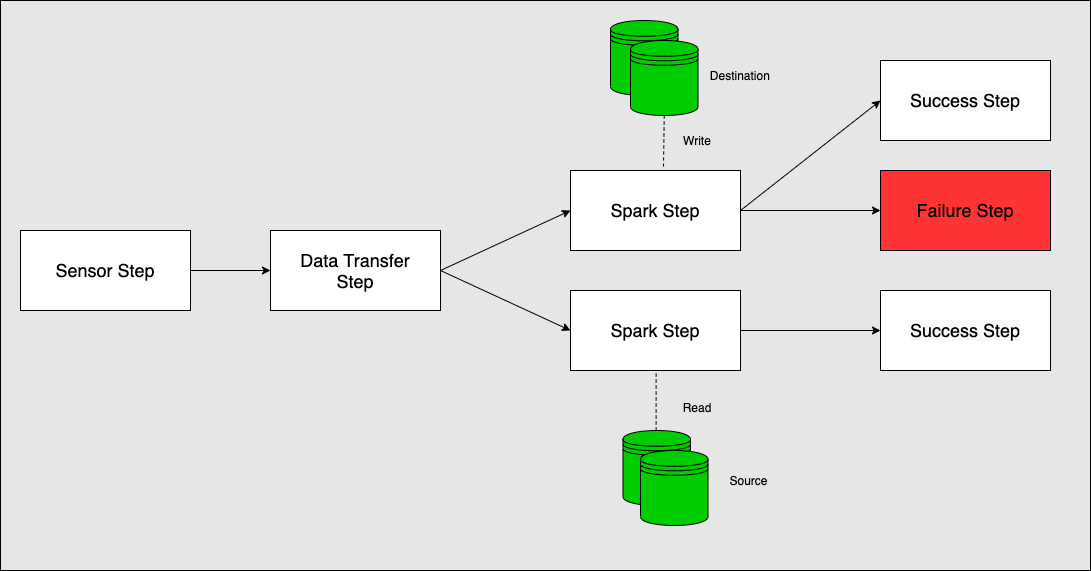 Destination
Write
Success Step
Spark Step
Failure Step
Sensor Step
Data Transfer
Step
Spark Step
Success Step
Read
Source